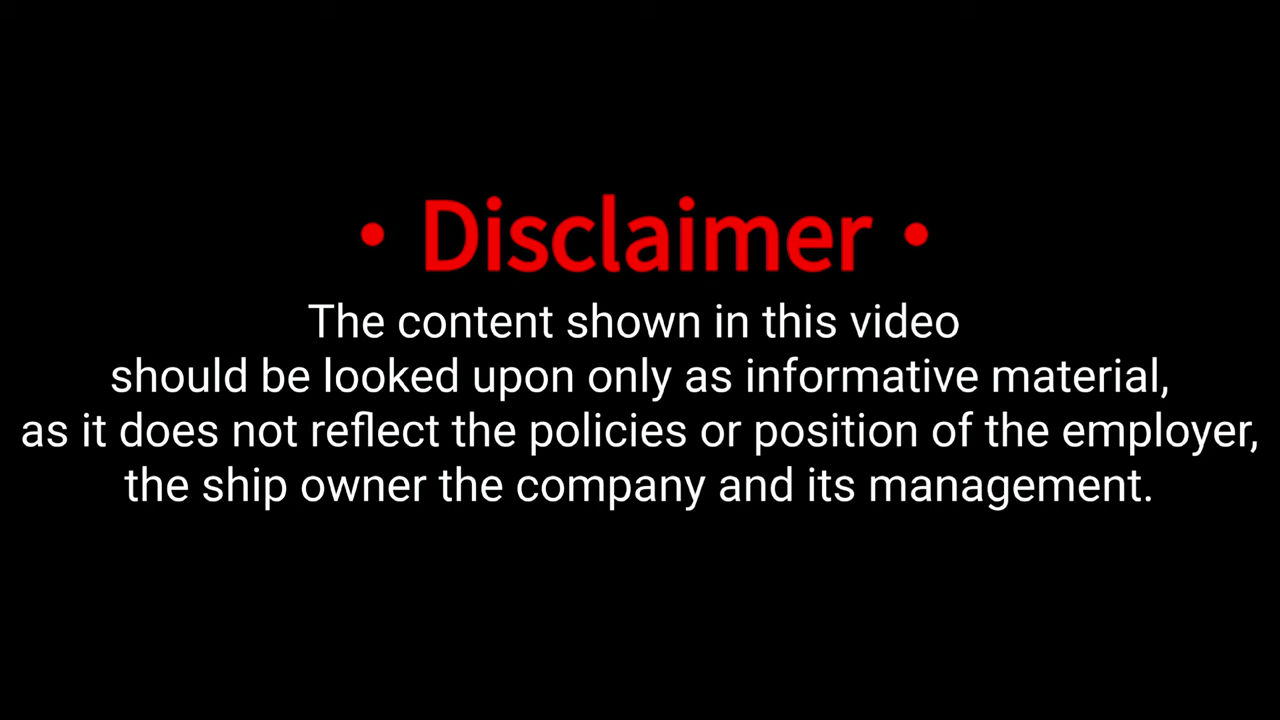 • Disclaimer •
The content shown in this video
should be looked upon only as informative material,
as it does not reflect the policies or position of the employer,
the ship owner the company and its management.